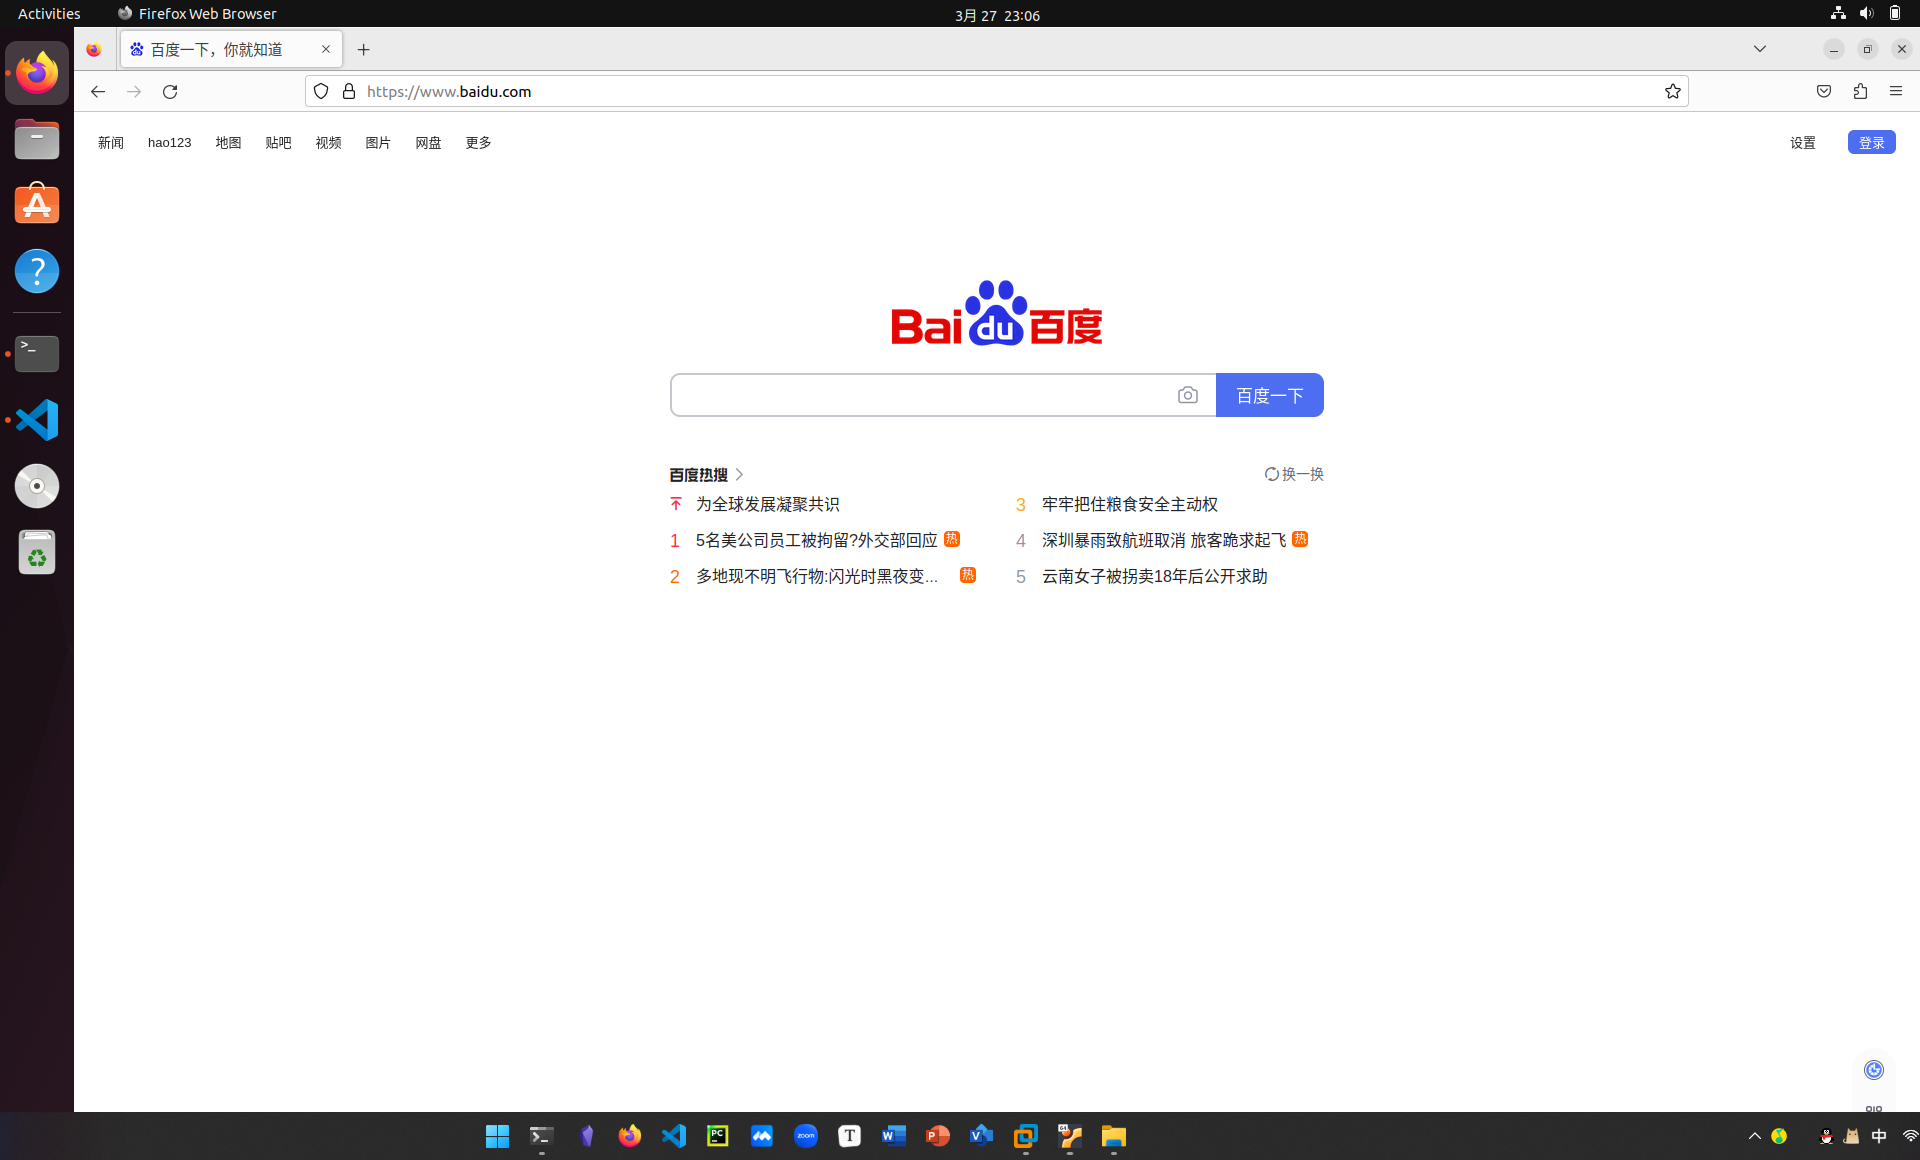 Activities
Firefox Web Browser
3月 27 23:06
百度一下，你就知道
https://www.baidu.com
新闻 hao123 地图 贴吧 视频 图片 网盘 更多
设置 登录
Bai du 百度
百度一下
百度热搜
换一换
为全球发展凝聚共识
3 牢牢把住粮食安全主动权
1 5名美公司员工被拘留?外交部回应 热
4 深圳暴雨致航班取消 旅客跪求起飞 热
2 多地现不明飞行物:闪光时黑夜变... 热
5 云南女子被拐卖18年后公开求助
PC zoom T W P V 64 中